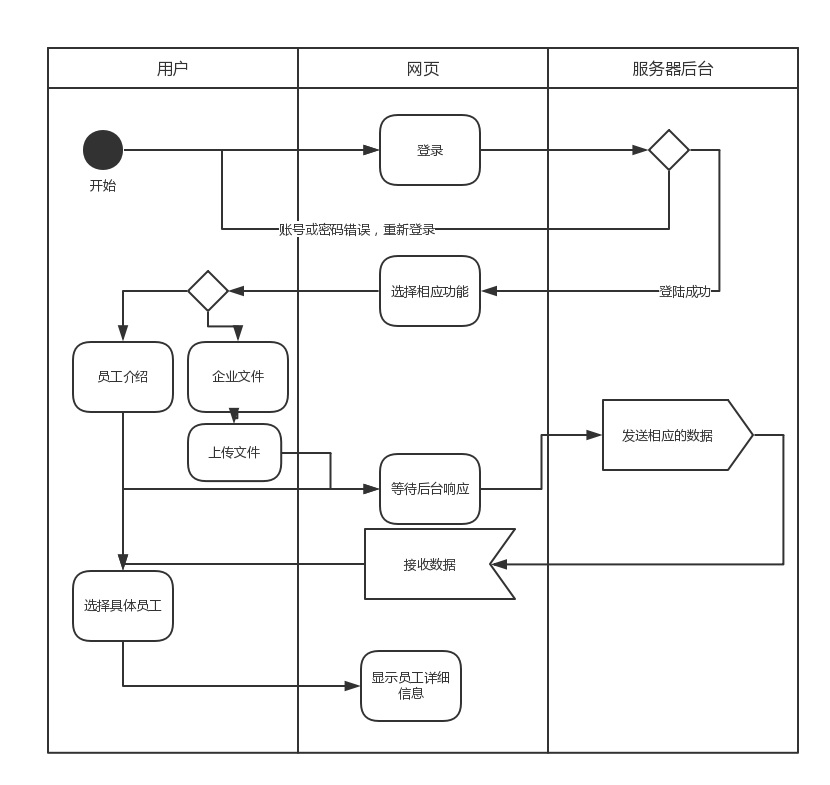 用户
网页
服务器后台
登录
开始
账号或密码错误，重新登录
选择相应功能
登陆成功
员工介绍
企业文件
发送相应的数据
上传文件
等待后台响应
接收数据
选择具体员工
显示员工详细
信息